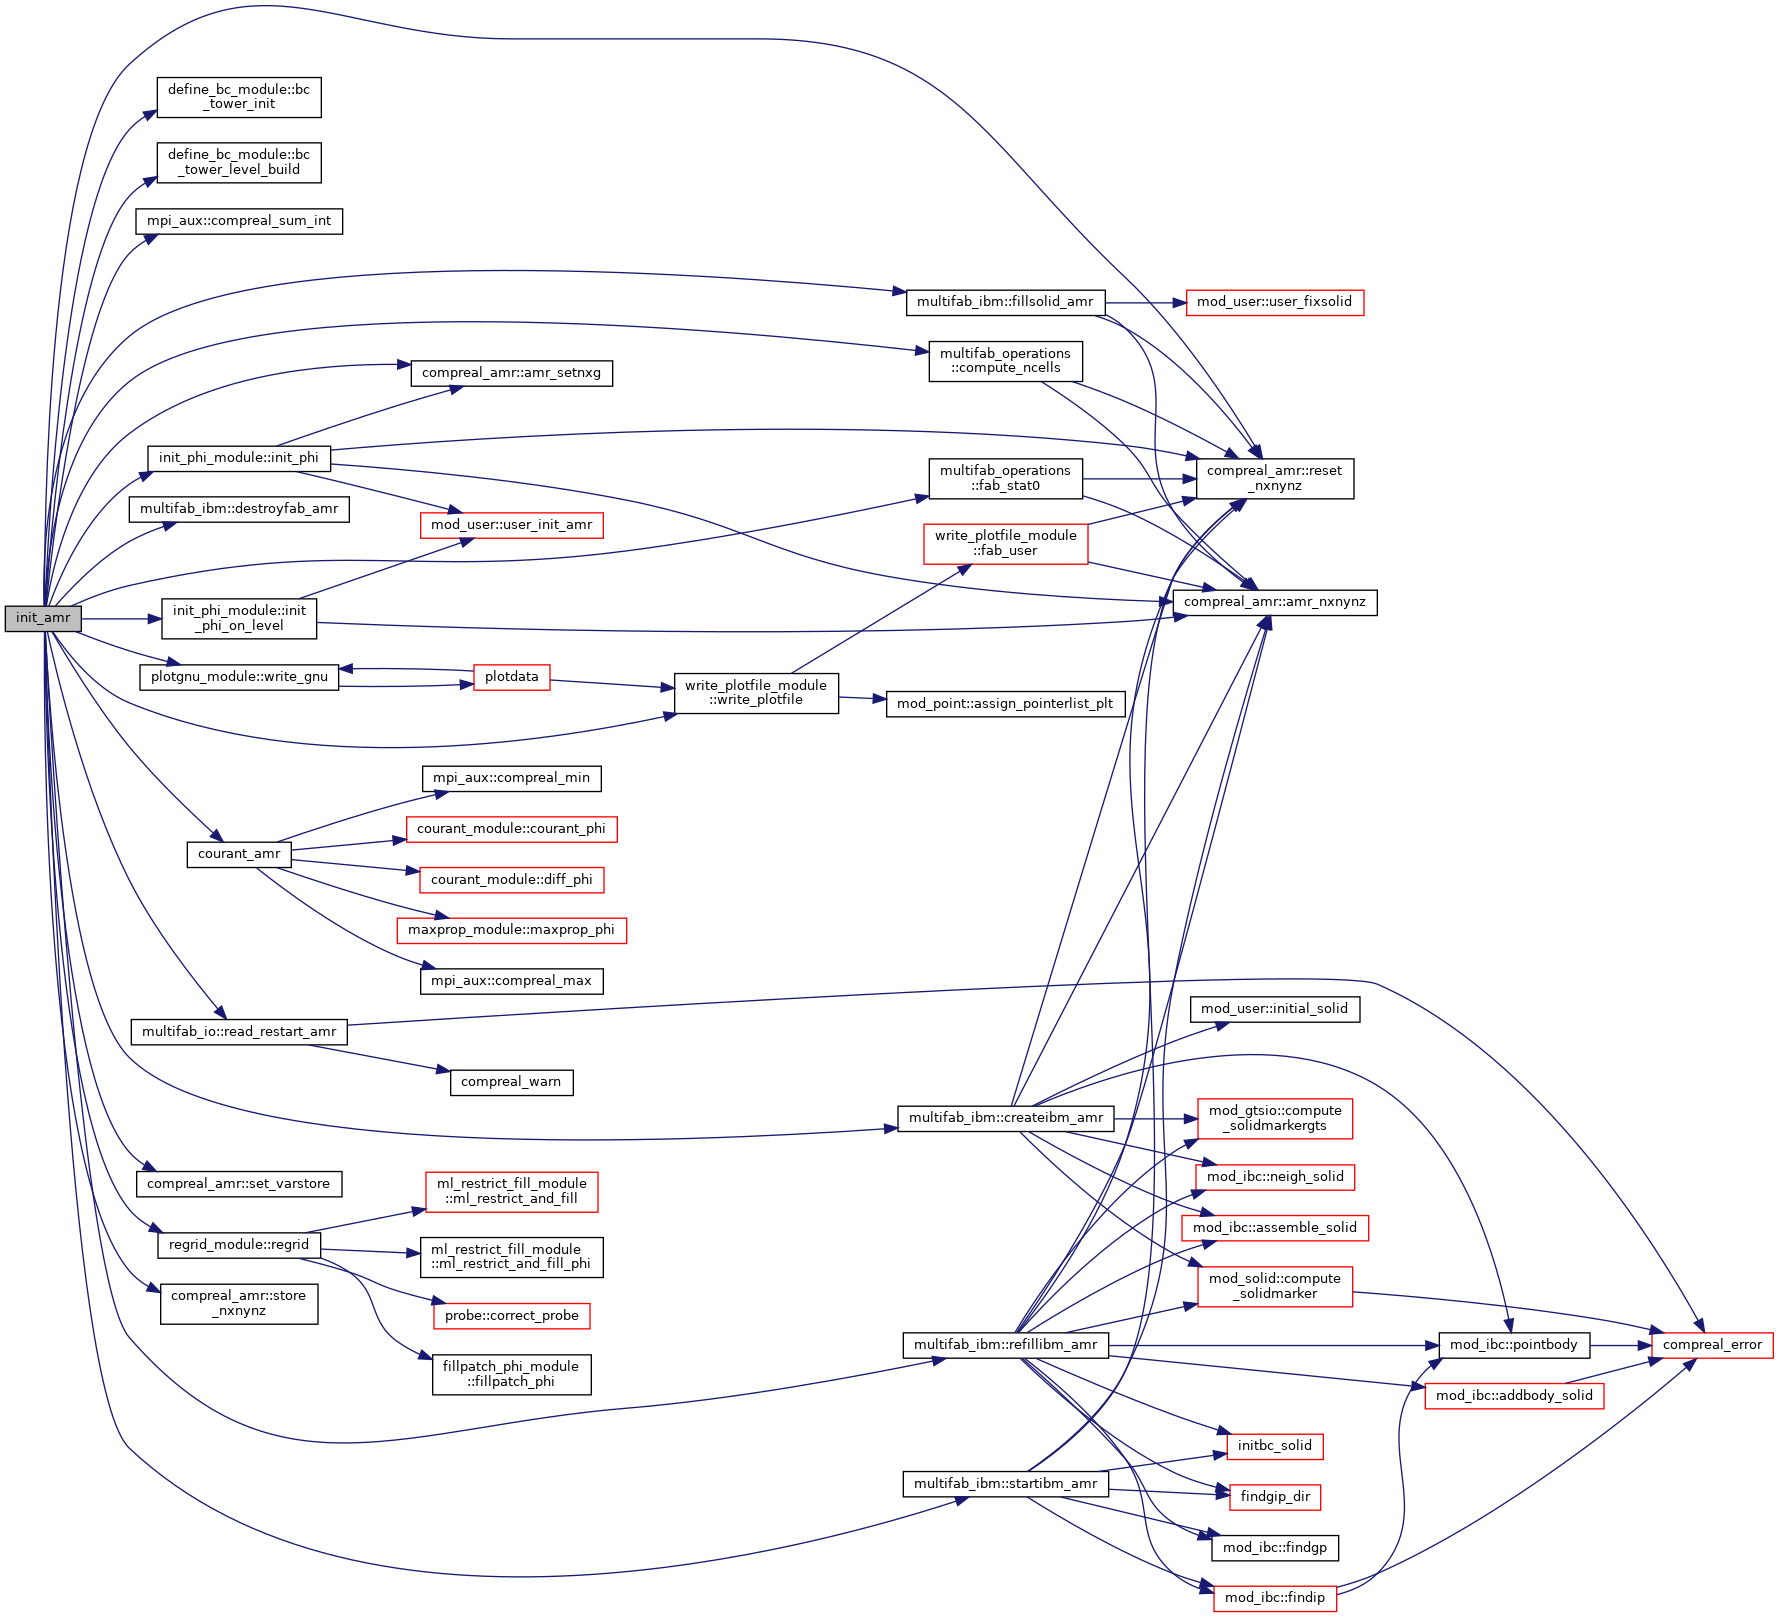 init_amr
define_bc_module::bc
_tower_init
define_bc_module::bc
_tower_level_build
mpi_aux::compreal_sum_int
multifab_ibm::fillsolid_amr
mod_user::user_fixsolid
multifab_operations
::compute_ncells
compreal_amr::amr_setnxg
init_phi_module::init_phi
multifab_operations
::fab_stat0
compreal_amr::reset
_nxnynz
multifab_ibm::destroyfab_amr
mod_user::user_init_amr
write_plotfile_module
::fab_user
compreal_amr::amr_nxnynz
init_phi_module::init
_phi_on_level
plotgnu_module::write_gnu
plotdata
write_plotfile_module
::write_plotfile
mod_point::assign_pointerlist_plt
mpi_aux::compreal_min
courant_module::courant_phi
courant_amr
courant_module::diff_phi
maxprop_module::maxprop_phi
mpi_aux::compreal_max
multifab_io::read_restart_amr
compreal_warn
mod_user::initial_solid
multifab_ibm::createibm_amr
mod_gtsio::compute
_solidmarkergts
mod_ibc::neigh_solid
compreal_amr::set_varstore
ml_restrict_fill_module
::ml_restrict_and_fill
mod_ibc::assemble_solid
regrid_module::regrid
ml_restrict_fill_module
::ml_restrict_and_fill_phi
mod_solid::compute
_solidmarker
compreal_amr::store
_nxnynz
probe::correct_probe
multifab_ibm::refillibm_amr
mod_ibc::pointbody
compreal_error
fillpatch_phi_module
::fillpatch_phi
mod_ibc::addbody_solid
initbc_solid
multifab_ibm::startibm_amr
findgip_dir
mod_ibc::findgp
mod_ibc::findip